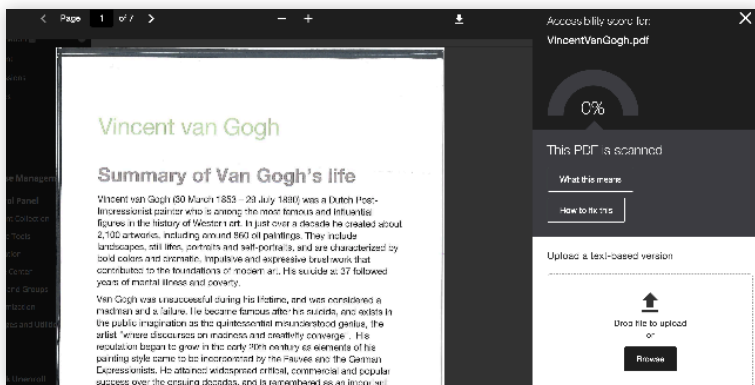 Page 1 of 7
Accessibility score for:
VincentVanGogh.pdf
0%
This PDF is scanned
What this means
How to fix this
Upload a text-based version
Drop file to upload
or
Browse
Control Panel
Vincent van Gogh
Summary of Van Gogh's life
Vincent van Gogh (30 March 1853 – 29 July 1890) was a Dutch Post-
Impressionist painter who is among the most famous and influential
figures in the history of Western art. In just over a decade he created about
2,100 artworks, including around 860 oil paintings. They include
landscapes, still lifes, portraits and self-portraits, and are characterized by
bold colors and dramatic, impulsive and expressive brushwork that
contributed to the foundations of modern art. His suicide at 37 followed
years of mental illness and poverty.
Van Gogh was unsuccessful during his lifetime, and was considered a
madman and a failure. He became famous after his suicide, and exists in
the public imagination as the quintessential misunderstood genius, the
artist "where discourses on madness and creativity converge". His
reputation began to grow in the early 20th century as elements of his
painting style came to be incorporated by the Fauves and the German
Expressionists. He attained widespread critical, commercial and popular
success over the ensuing decades, and is remembered as an important